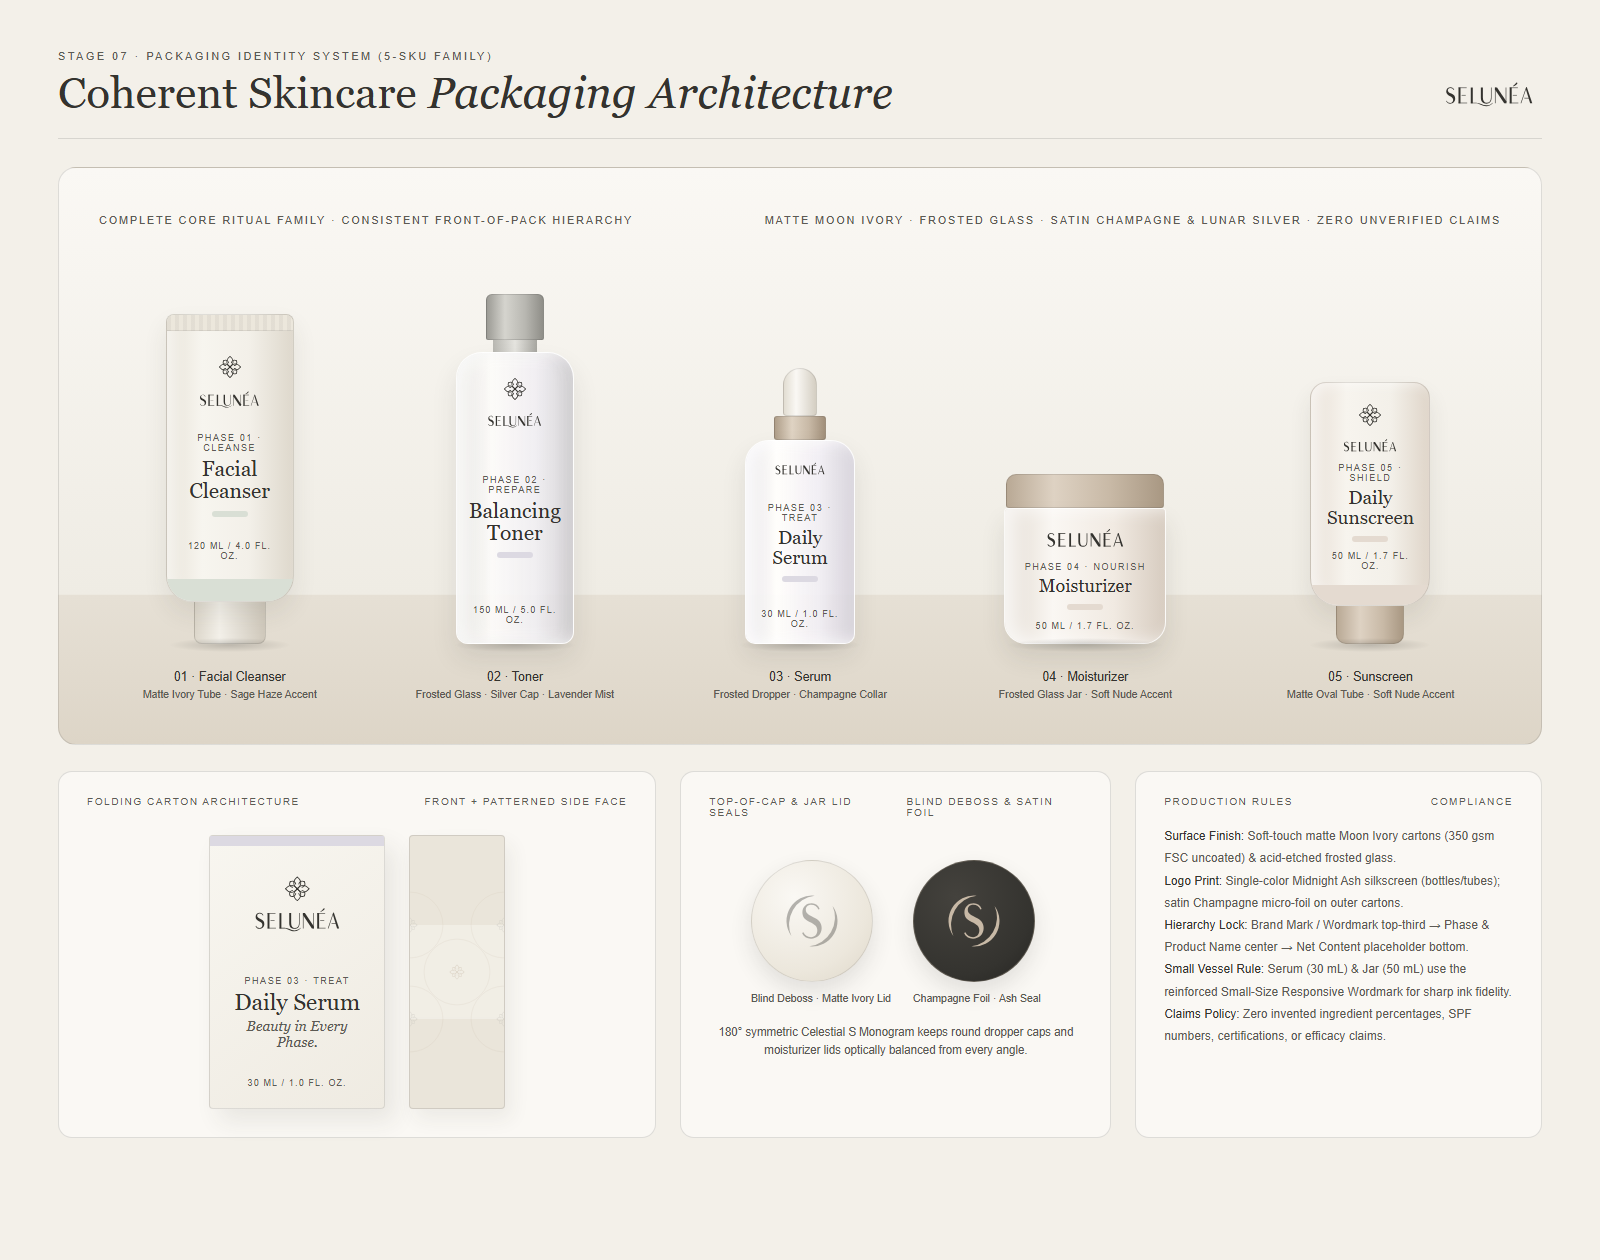 STAGE 07 · PACKAGING IDENTITY SYSTEM (5-SKU FAMILY)
Coherent Skincare Packaging Architecture
SELUNÉA
COMPLETE CORE RITUAL FAMILY · CONSISTENT FRONT-OF-PACK HIERARCHY
MATTE MOON IVORY · FROSTED GLASS · SATIN CHAMPAGNE & LUNAR SILVER · ZERO UNVERIFIED CLAIMS
SELUNÉA
PHASE 01 ·
CLEANSE
Facial
Cleanser
120 ML / 4.0 FL.
OZ.
SELUNÉA
PHASE 02 ·
PREPARE
Balancing
Toner
150 ML / 5.0 FL.
OZ.
SELUNÉA
PHASE 03 ·
TREAT
Daily
Serum
30 ML / 1.0 FL.
OZ.
SELUNÉA
PHASE 04 · NOURISH
Moisturizer
50 ML / 1.7 FL. OZ.
SELUNÉA
PHASE 05 ·
SHIELD
Daily
Sunscreen
50 ML / 1.7 FL.
OZ.
01 · Facial Cleanser
Matte Ivory Tube · Sage Haze Accent
02 · Toner
Frosted Glass · Silver Cap · Lavender Mist
03 · Serum
Frosted Dropper · Champagne Collar
04 · Moisturizer
Frosted Glass Jar · Soft Nude Accent
05 · Sunscreen
Matte Oval Tube · Soft Nude Accent
FOLDING CARTON ARCHITECTURE
FRONT + PATTERNED SIDE FACE
SELUNÉA
PHASE 03 · TREAT
Daily Serum
Beauty in Every
Phase.
30 ML / 1.0 FL. OZ.
TOP-OF-CAP & JAR LID
SEALS
BLIND DEBOSS & SATIN
FOIL
S
S
Blind Deboss · Matte Ivory Lid
Champagne Foil · Ash Seal
180° symmetric Celestial S Monogram keeps round dropper caps and
moisturizer lids optically balanced from every angle.
PRODUCTION RULES
COMPLIANCE
Surface Finish: Soft-touch matte Moon Ivory cartons (350 gsm
FSC uncoated) & acid-etched frosted glass.
Logo Print: Single-color Midnight Ash silkscreen (bottles/tubes);
satin Champagne micro-foil on outer cartons.
Hierarchy Lock: Brand Mark / Wordmark top-third → Phase &
Product Name center → Net Content placeholder bottom.
Small Vessel Rule: Serum (30 mL) & Jar (50 mL) use the
reinforced Small-Size Responsive Wordmark for sharp ink fidelity.
Claims Policy: Zero invented ingredient percentages, SPF
numbers, certifications, or efficacy claims.